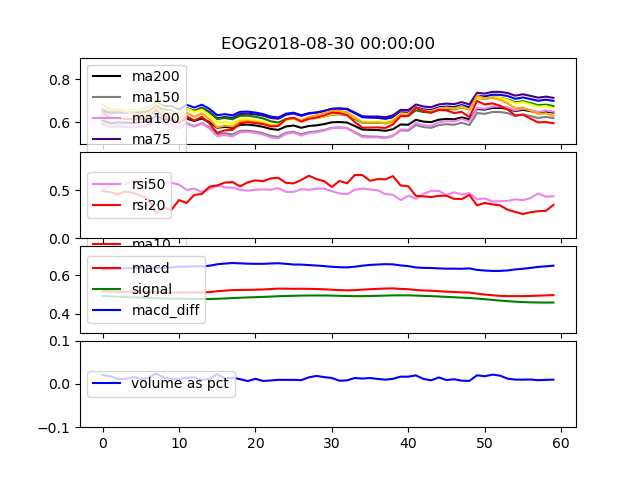 EOG2018-08-30 00:00:00
0.8
0.6
ma200
ma150
ma100
ma75
0.5
0.0
rsi50
rsi20
ma10
0.6
0.4
macd
signal
macd_diff
0.1
0.0
−0.1
volume as pct
0 10 20 30 40 50 60